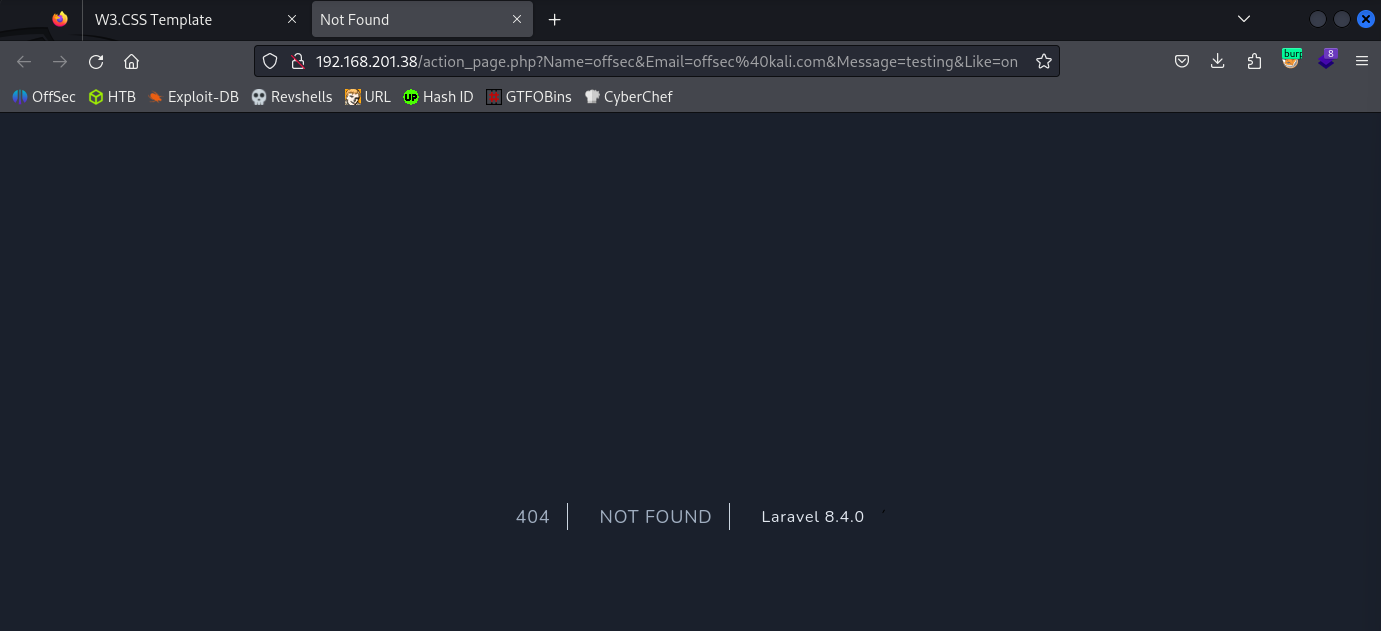 W3.CSS Template
Not Found
192.168.201.38/action_page.php?Name=offsec&Email=offsec%40kali.com&Message=testing&Like=on
8
OffSec HTB Exploit-DB Revshells URL Hash ID GTFOBins CyberChef
404 NOT FOUND Laravel 8.4.0